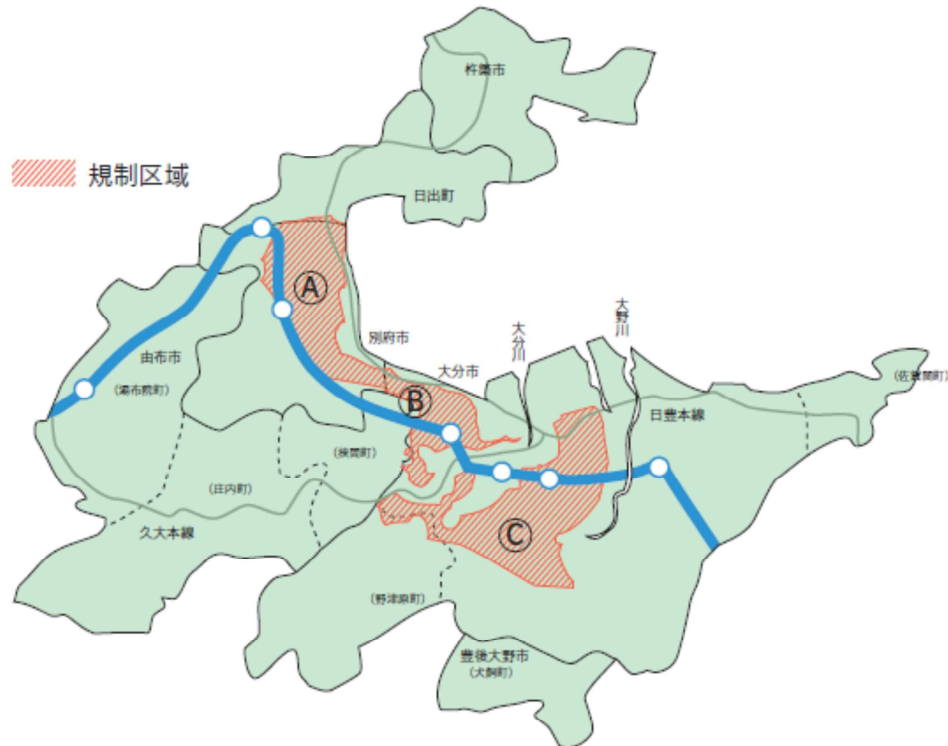 杵築市
規制区域
日出町
Ⓐ
大野川
大分川
別府市
由布市
大分市
(佐賀関町)
(湯布院町)
Ⓑ
日豊本線
(挾間町)
(庄内町)
久大本線
Ⓒ
(野津原町)
豊後大野市
(犬飼町)